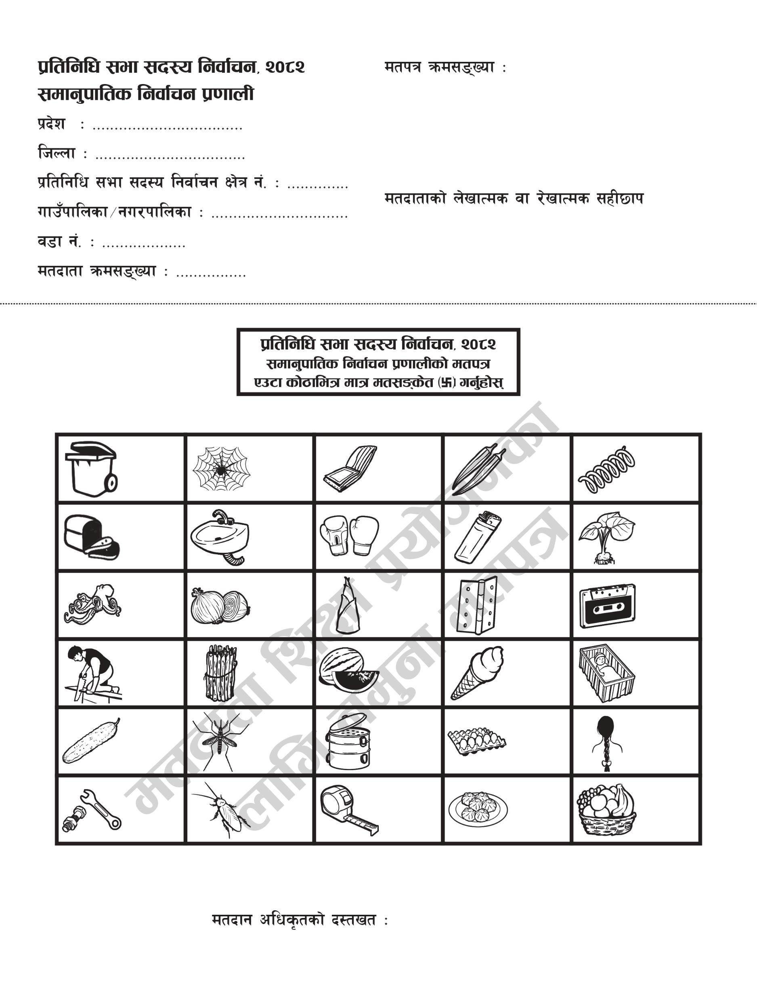 प्रतिनिधि सभा सदस्य निर्वाचन, २०८२
समानुपातिक निर्वाचन प्रणाली
प्रदेश : ..................................
जिल्ला : ..................................
प्रतिनिधि सभा सदस्य निर्वाचन क्षेत्र नं. : ..............
गाउँपालिका/नगरपालिका : ...............................
वडा नं. : ...................
मतदाता क्रमसङ्ख्या : ................
मतपत्र क्रमसङ्ख्या :
मतदाताको लेखात्मक वा रेखात्मक सहीछाप
प्रतिनिधि सभा सदस्य निर्वाचन, २०८२
समानुपातिक निर्वाचन प्रणालीको मतपत्र
एउटा कोठाभित्र मात्र मतसङ्केत (卐) गर्नुहोस्
मतदाता शिक्षा प्रयोजनका
लागि नमुना मतपत्र
मतदान अधिकृतको दस्तखत :